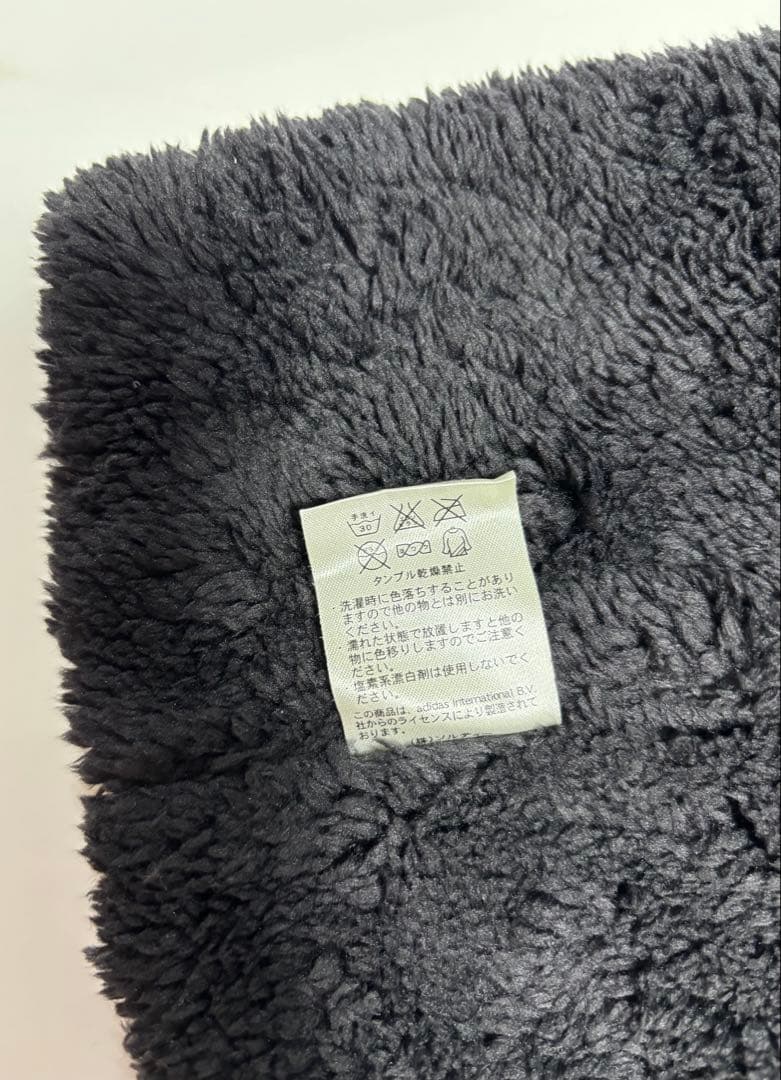 手洗イ
30
タンブル乾燥禁止
・洗濯時に色落ちすることがあり
ますので他の物とは別にお洗い
ください。
・濡れた状態で放置しますと他の
物に色移りしますのでご注意く
ださい。
塩素系漂白剤は使用しないでく
ださい。
この商品は、adidas International B.V.
社からのライセンスにより製造されて
おります。